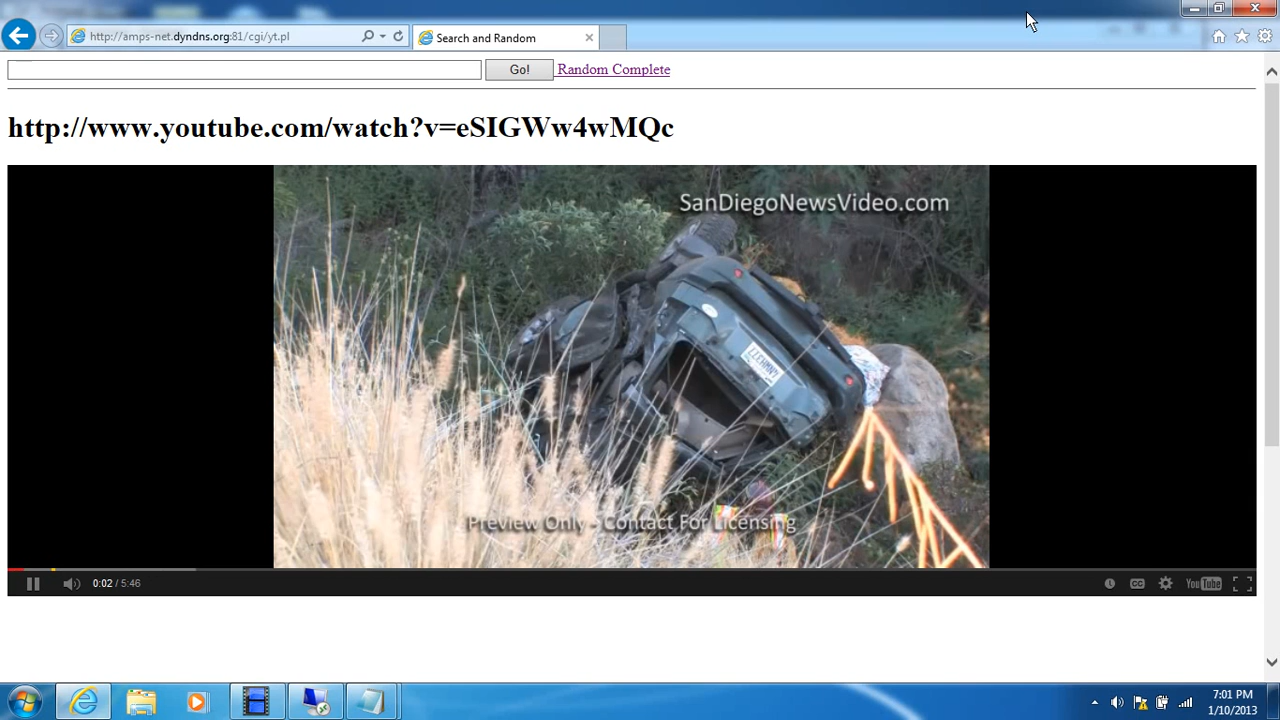 http://amps-net.dyndns.org:81/cgi/yt.pl
Search and Random
Go!
Random Complete
http://www.youtube.com/watch?v=eSIGWw4wMQc
SanDiegoNewsVideo.com
Preview Only - Contact For Licensing
0:02 / 5:46
CC
YouTube
7:01 PM
1/10/2013